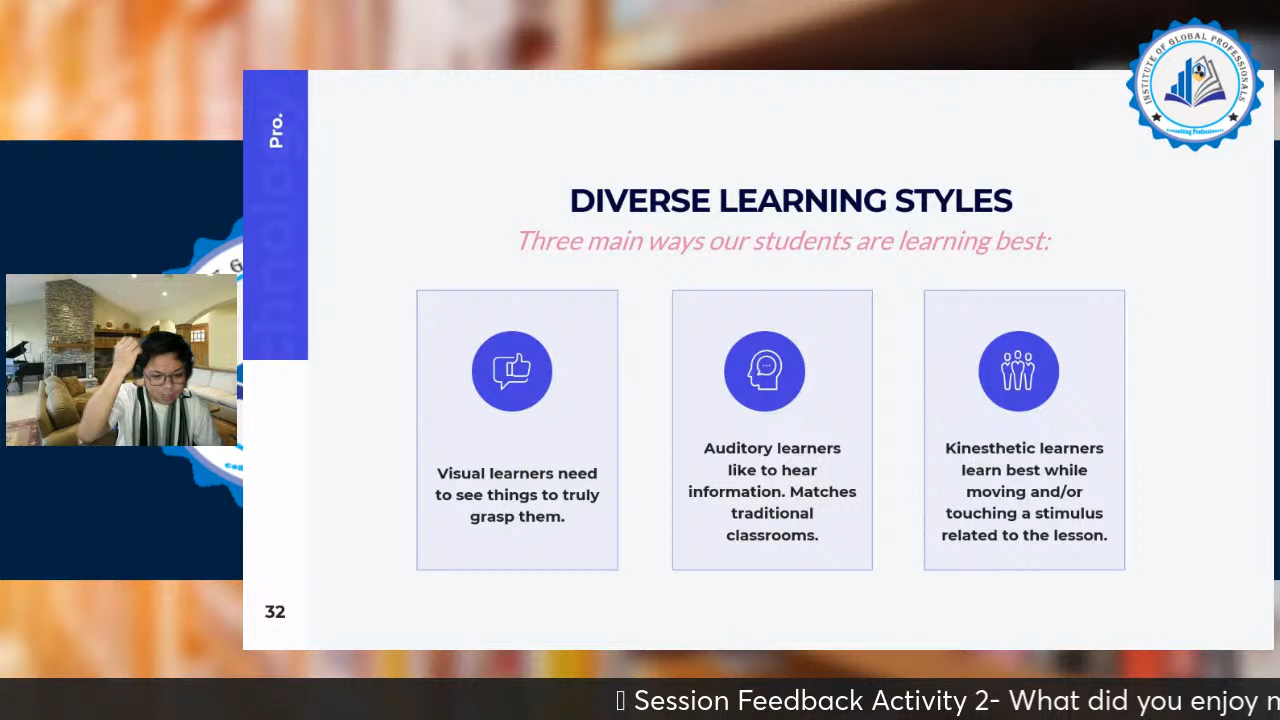 INSTITUTE OF GLOBAL PROFESSIONALS
Consulting Professionals
Pro.
DIVERSE LEARNING STYLES
Three main ways our students are learning best:
Visual learners need
to see things to truly
grasp them.
Auditory learners
like to hear
information. Matches
traditional
classrooms.
Kinesthetic learners
learn best while
moving and/or
touching a stimulus
related to the lesson.
32
Session Feedback Activity 2- What did you enjoy